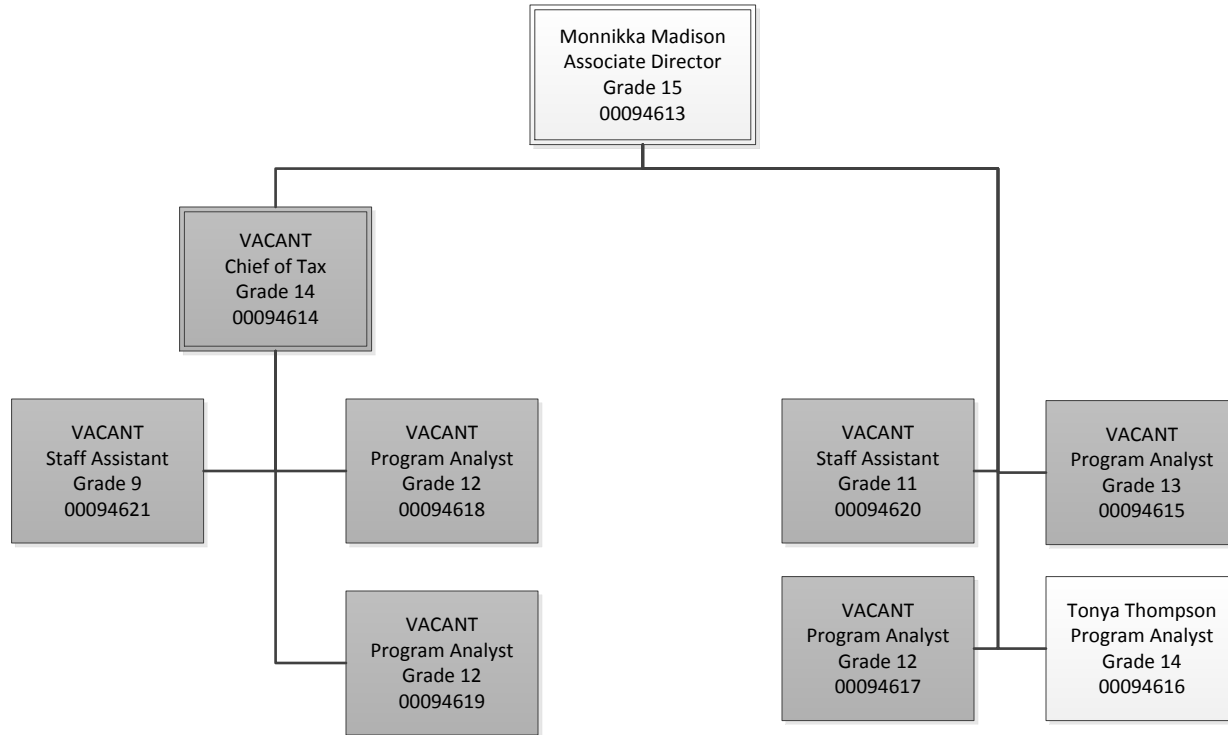 Monnikka Madison
Associate Director
Grade 15
00094613
VACANT
Chief of Tax
Grade 14
00094614
VACANT
Staff Assistant
Grade 9
00094621
VACANT
Program Analyst
Grade 12
00094618
VACANT
Staff Assistant
Grade 11
00094620
VACANT
Program Analyst
Grade 13
00094615
VACANT
Program Analyst
Grade 12
00094619
VACANT
Program Analyst
Grade 12
00094617
Tonya Thompson
Program Analyst
Grade 14
00094616